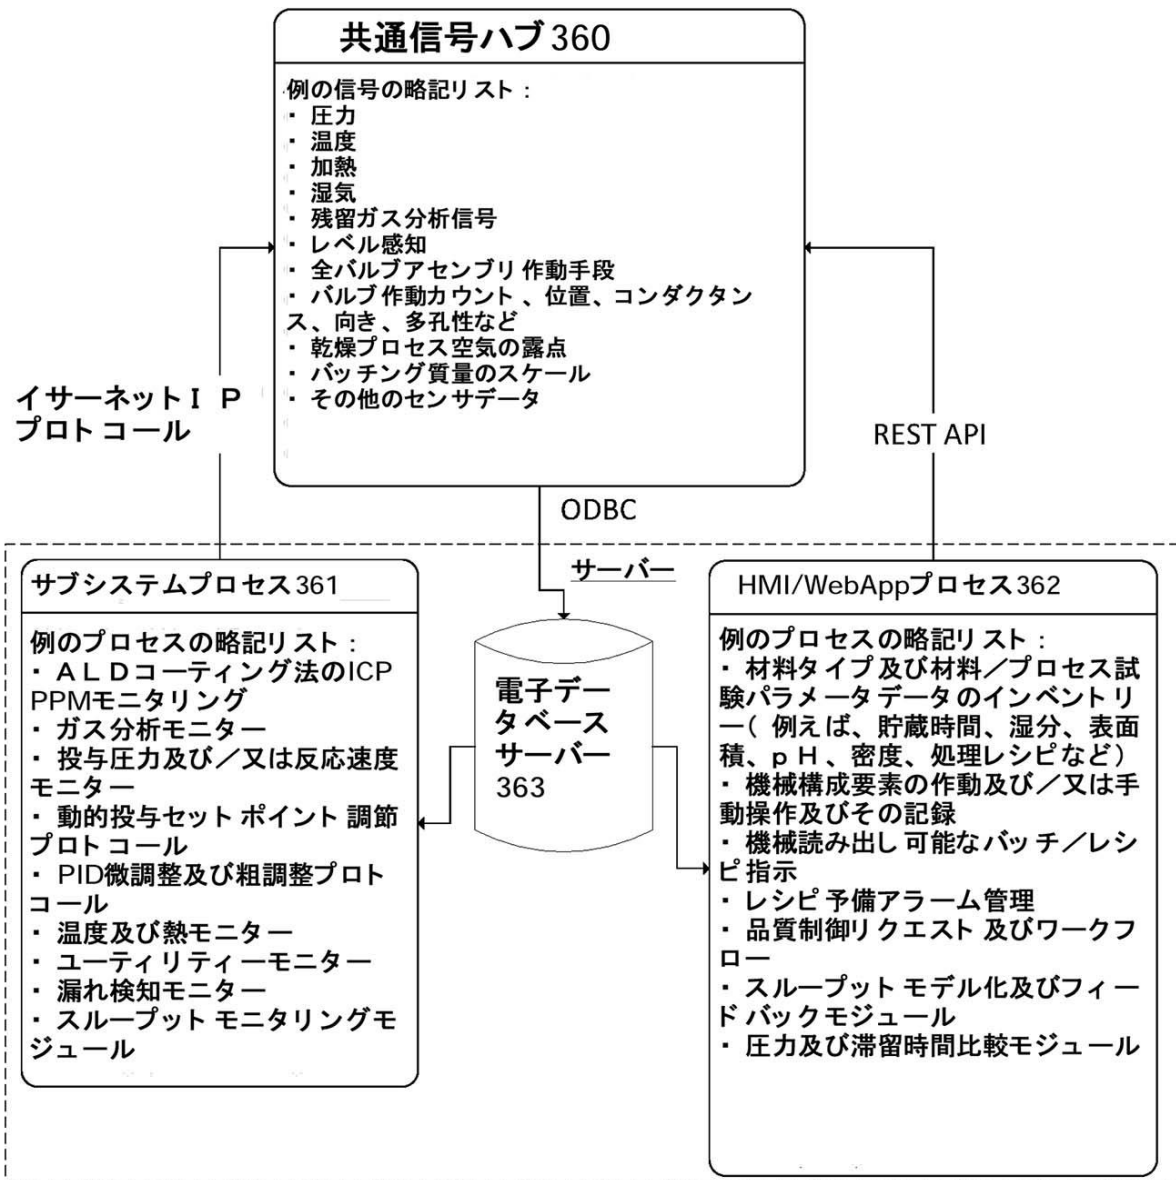 共通信号ハブ360
例の信号の略記リスト：
・圧力
・温度
・加熱
・湿気
・残留ガス分析信号
・レベル感知
・全バルブアセンブリ作動手段
・バルブ作動カウント、位置、コンダクタン
ス、向き、多孔性など
・乾燥プロセス空気の露点
・バッチング質量のスケール
・その他のセンサデータ
イサーネットＩＰ
プロトコール
REST API
ODBC
サーバー
サブシステムプロセス361
例のプロセスの略記リスト：
・ＡＬＤコーティング法のICP
PPMモニタリング
・ガス分析モニター
・投与圧力及び／又は反応速度
モニター
・動的投与セットポイント調節
プロトコール
・PID微調整及び粗調整プロト
コール
・温度及び熱モニター
・ユーティリティーモニター
・漏れ検知モニター
・スループットモニタリングモ
ジュール
電子デー
タベース
サーバー
363
HMI/WebAppプロセス362
例のプロセスの略記リスト：
・材料タイプ及び材料／プロセス試
験パラメータデータのインベントリ
ー（例えば、貯蔵時間、湿分、表面
積、ｐＨ、密度、処理レシピなど）
・機械構成要素の作動及び／又は手
動操作及びその記録
・機械読み出し可能なバッチ／レシ
ピ指示
・レシピ予備アラーム管理
・品質制御リクエスト及びワークフ
ロー
・スループットモデル化及びフィー
ドバックモジュール
・圧力及び滞留時間比較モジュール